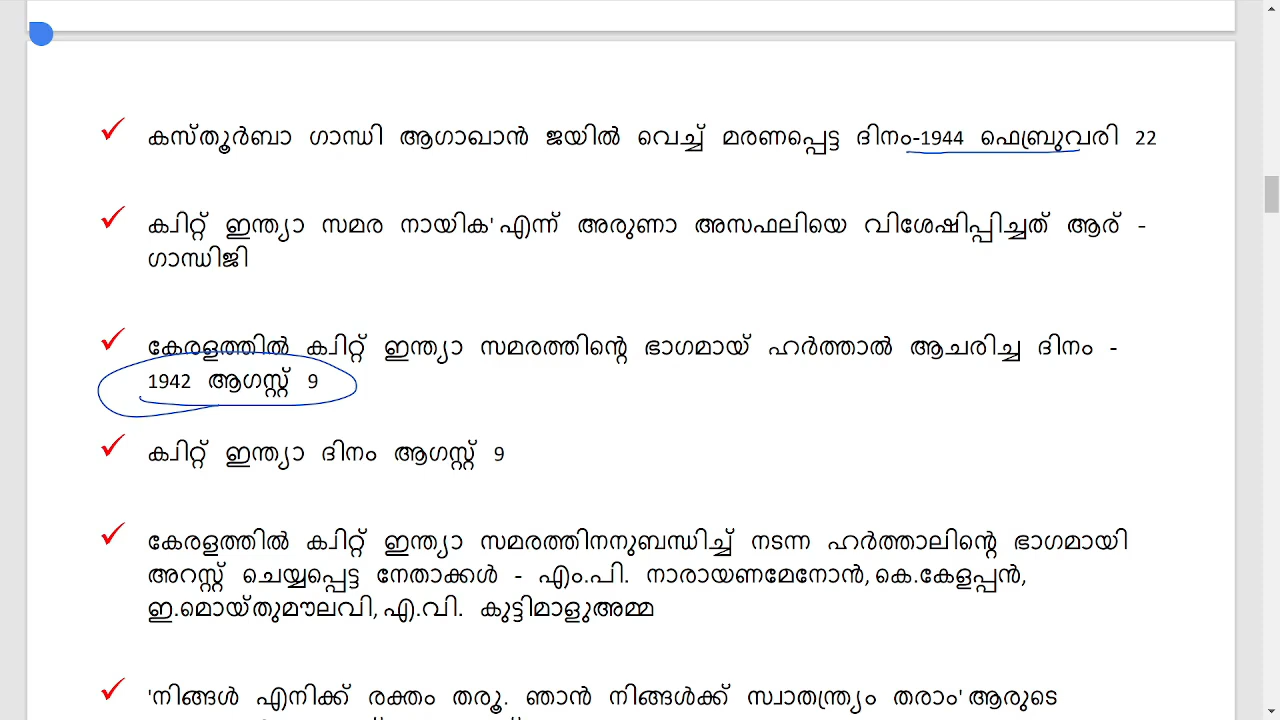 കസ്തൂർബാ ഗാന്ധി ആഗാഖാൻ ജയിൽ വെച്ച് മരണപ്പെട്ട ദിനം-1944 ഫെബ്രുവരി 22
ക്വിറ്റ് ഇന്ത്യാ സമര നായിക' എന്ന് അരുണാ അസഫലിയെ വിശേഷിപ്പിച്ചത് ആര് -
ഗാന്ധിജി
കേരളത്തിൽ ക്വിറ്റ് ഇന്ത്യാ സമരത്തിന്റെ ഭാഗമായ് ഹർത്താൽ ആചരിച്ച ദിനം -
1942 ആഗസ്റ്റ് 9
ക്വിറ്റ് ഇന്ത്യാ ദിനം ആഗസ്റ്റ് 9
കേരളത്തിൽ ക്വിറ്റ് ഇന്ത്യാ സമരത്തിനനുബന്ധിച്ച് നടന്ന ഹർത്താലിന്റെ ഭാഗമായി
അറസ്റ്റ് ചെയ്യപ്പെട്ട നേതാക്കൾ - എം.പി. നാരായണമേനോൻ, കെ.കേളപ്പൻ,
ഇ.മൊയ്തുമൗലവി, എ.വി. കുട്ടിമാളുഅമ്മ
'നിങ്ങൾ എനിക്ക് രക്തം തരൂ. ഞാൻ നിങ്ങൾക്ക് സ്വാതന്ത്ര്യം തരാം' ആരുടെ